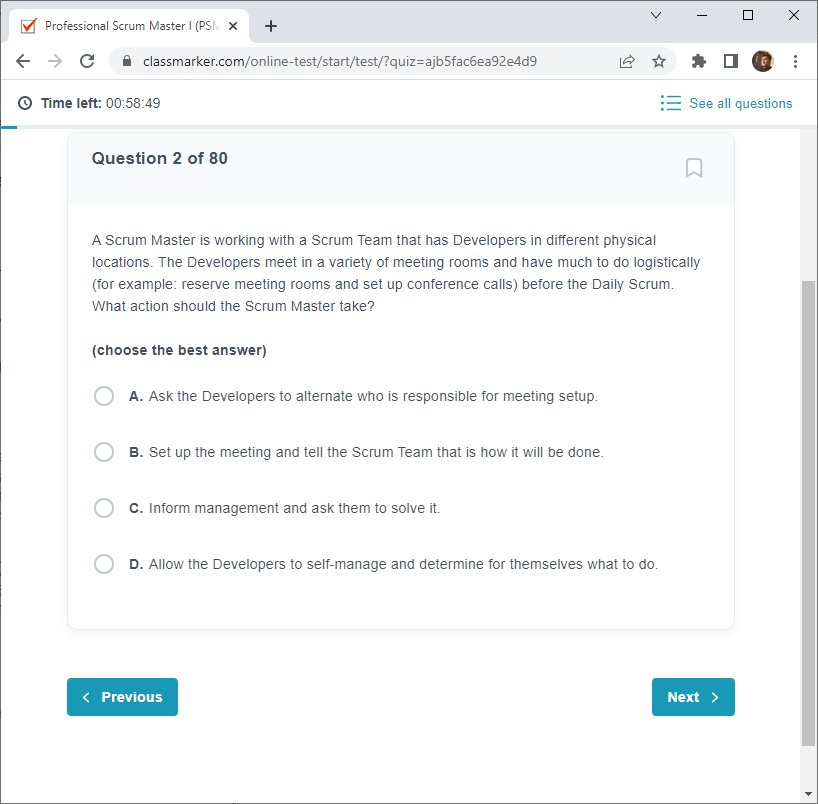 Professional Scrum Master I (PSM
classmarker.com/online-test/start/test/?quiz=ajb5fac6ea92e4d9
Time left: 00:58:49
See all questions
Question 2 of 80
A Scrum Master is working with a Scrum Team that has Developers in different physical
locations. The Developers meet in a variety of meeting rooms and have much to do logistically
(for example: reserve meeting rooms and set up conference calls) before the Daily Scrum.
What action should the Scrum Master take?
(choose the best answer)
A. Ask the Developers to alternate who is responsible for meeting setup.
B. Set up the meeting and tell the Scrum Team that is how it will be done.
C. Inform management and ask them to solve it.
D. Allow the Developers to self-manage and determine for themselves what to do.
Previous
Next